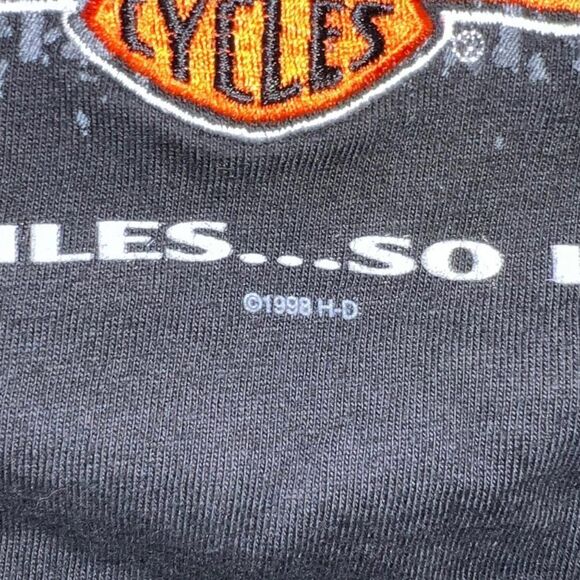 CYCLES
®
ILES...SO
©1998 H-D